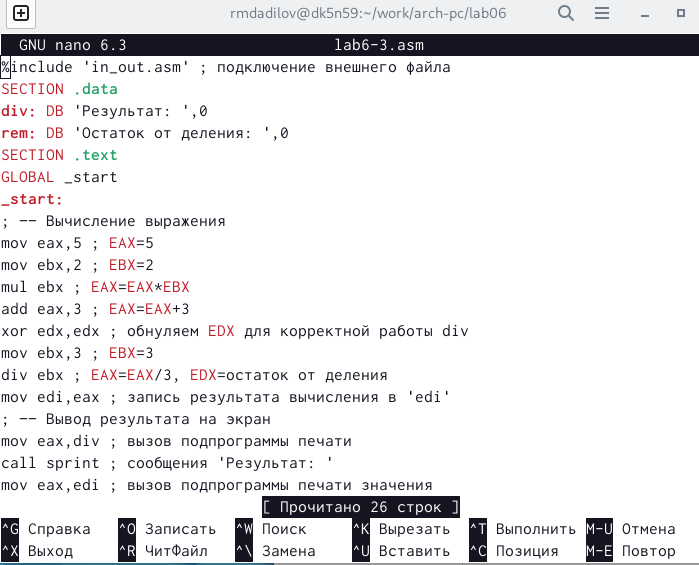 rmdadilov@dk5n59:~/work/arch-pc/lab06
GNU nano 6.3 lab6-3.asm
%include 'in_out.asm' ; подключение внешнего файла
SECTION .data
div: DB 'Результат: ',0
rem: DB 'Остаток от деления: ',0
SECTION .text
GLOBAL _start
_start:
; -- Вычисление выражения
mov eax,5 ; EAX=5
mov ebx,2 ; EBX=2
mul ebx ; EAX=EAX*EBX
add eax,3 ; EAX=EAX+3
xor edx,edx ; обнуляем EDX для корректной работы div
mov ebx,3 ; EBX=3
div ebx ; EAX=EAX/3, EDX=остаток от деления
mov edi,eax ; запись результата вычисления в 'edi'
; -- Вывод результата на экран
mov eax,div ; вызов подпрограммы печати
call sprint ; сообщения 'Результат: '
mov eax,edi ; вызов подпрограммы печати значения
[ Прочитано 26 строк ]
^G Справка ^O Записать ^W Поиск ^K Вырезать ^T Выполнить M-U Отмена
^X Выход ^R ЧитФайл ^\ Замена ^U Вставить ^C Позиция M-E Повтор